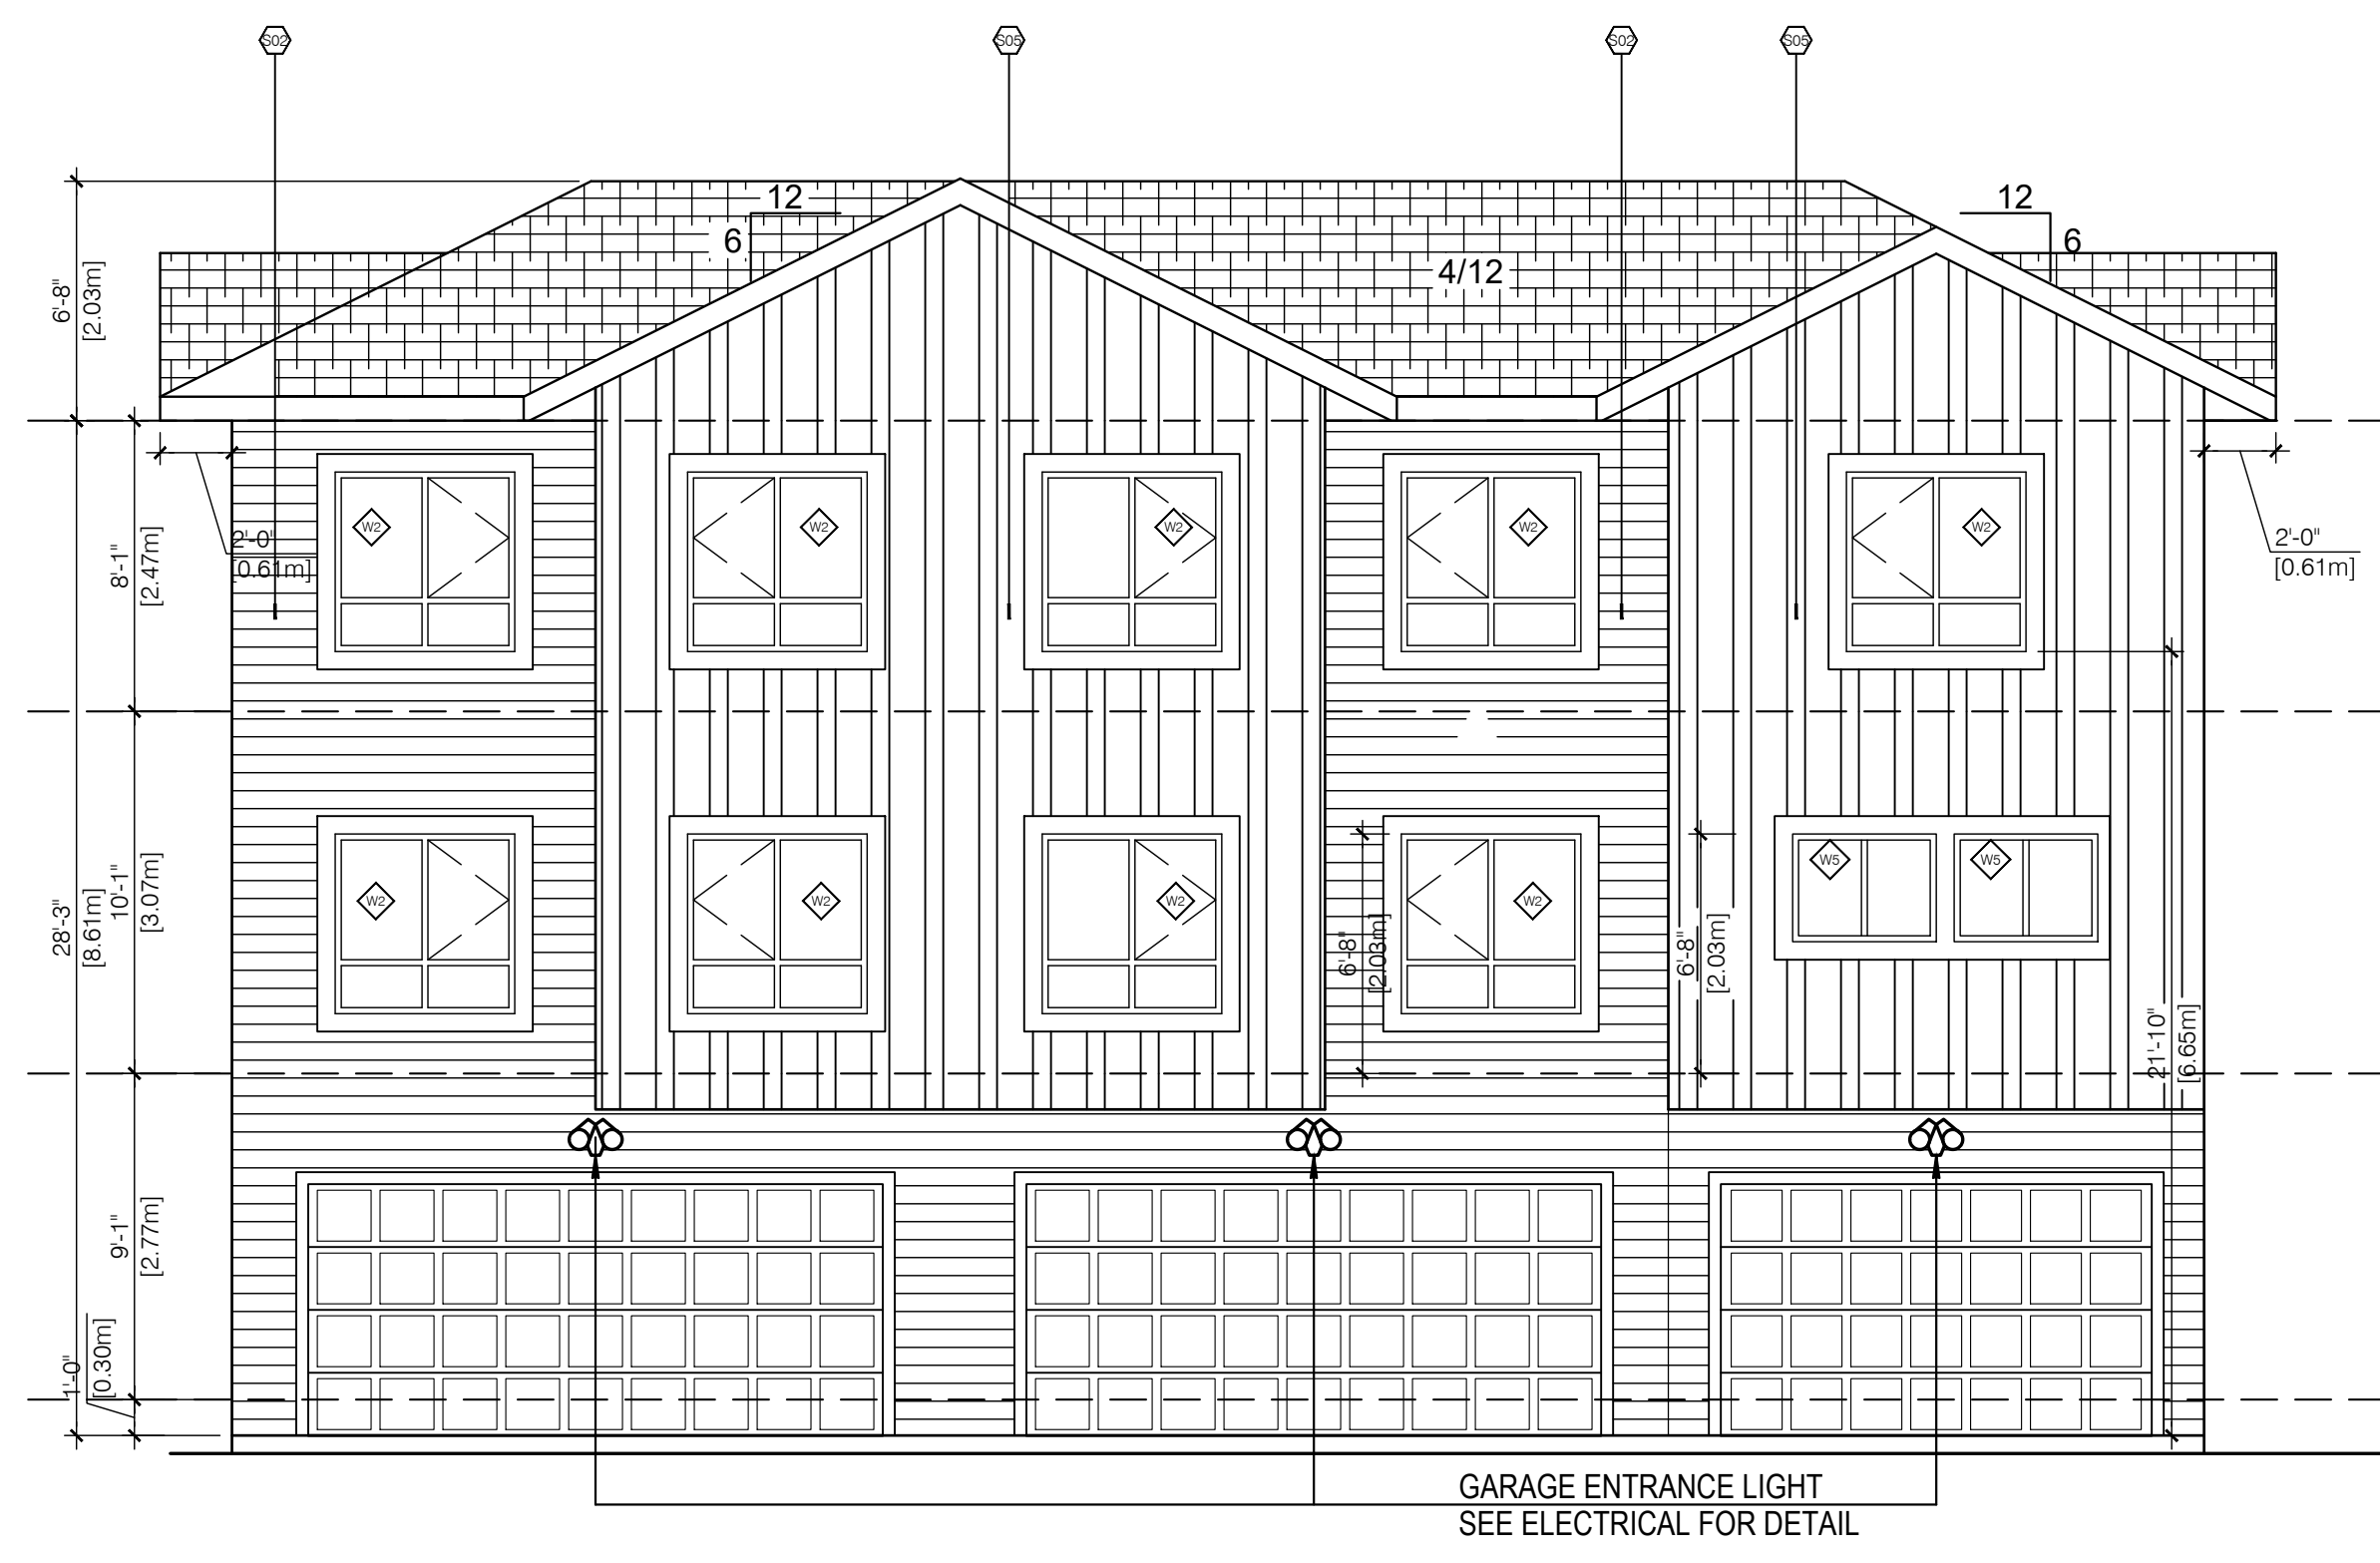 S02
S05
S02
S05
12
6
12
6
4/12
6'-8"
[2.03m]
W2
W2
W2
W2
W2
2'-0"
[0.61m]
2'-0"
[0.61m]
8'-1"
[2.47m]
W5
W5
W2
W2
W2
W2
28'-3"
[8.61m]
10'-1"
[3.07m]
6'-8"
[2.03m]
6'-8"
[2.03m]
21'-10"
[6.65m]
9'-1"
[2.77m]
1'-0"
[0.30m]
GARAGE ENTRANCE LIGHT
SEE ELECTRICAL FOR DETAIL